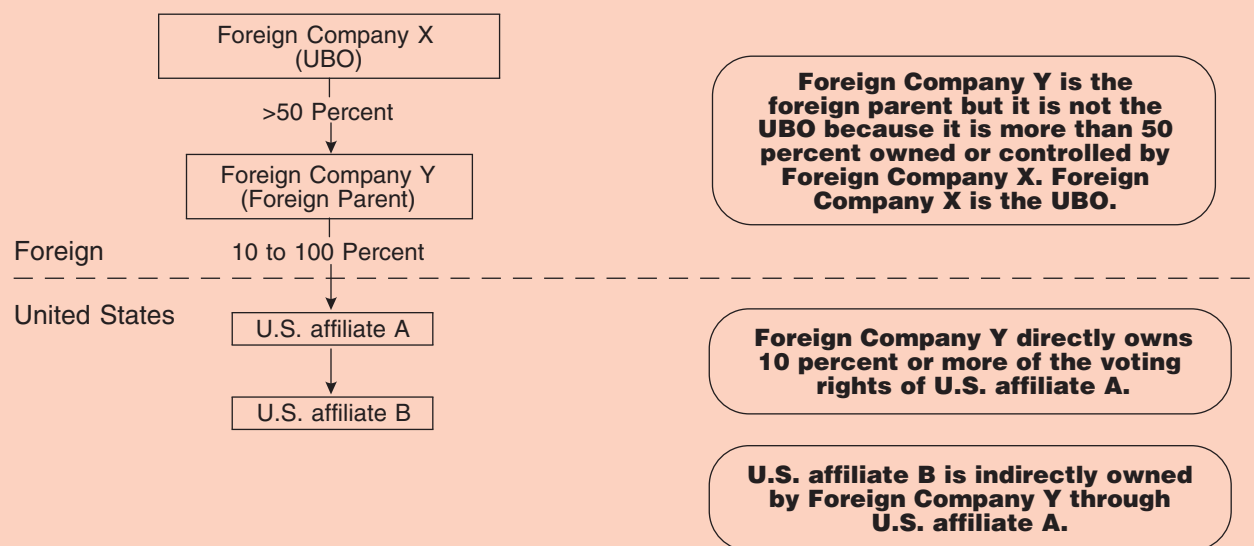 Foreign Company X
(UBO)
>50 Percent
Foreign Company Y
(Foreign Parent)
Foreign
10 to 100 Percent
United States
U.S. affiliate A
U.S. affiliate B
Foreign Company Y is the
foreign parent but it is not the
UBO because it is more than 50
percent owned or controlled by
Foreign Company X. Foreign
Company X is the UBO.
Foreign Company Y directly owns
10 percent or more of the voting
rights of U.S. affiliate A.
U.S. affiliate B is indirectly owned
by Foreign Company Y through
U.S. affiliate A.